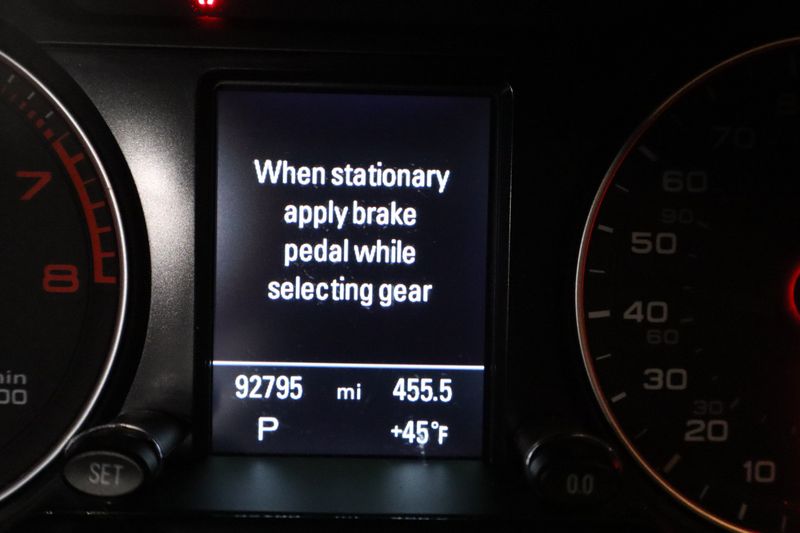 When stationary
apply brake
pedal while
selecting gear
92795 mi 455.5
P +45°F
7
8
SET
0.0
70
60
90
50
40
60
30
30
20
10